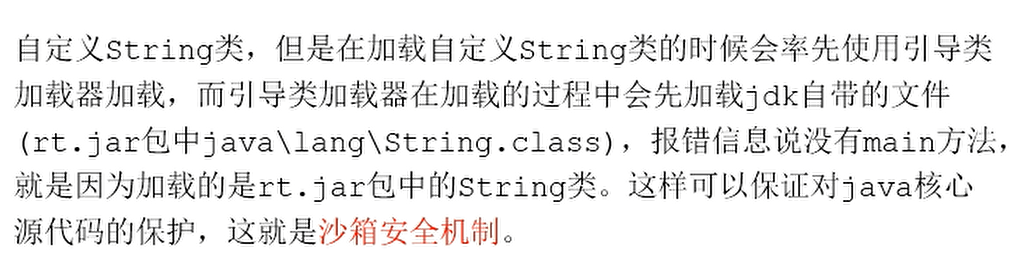 自定义String类，但是在加载自定义String类的时候会率先使用引导类
加载器加载，而引导类加载器在加载的过程中会先加载jdk自带的文件
(rt.jar包中java\lang\String.class)，报错信息说没有main方法，
就是因为加载的是rt.jar包中的String类。这样可以保证对java核心
源代码的保护，这就是沙箱安全机制。